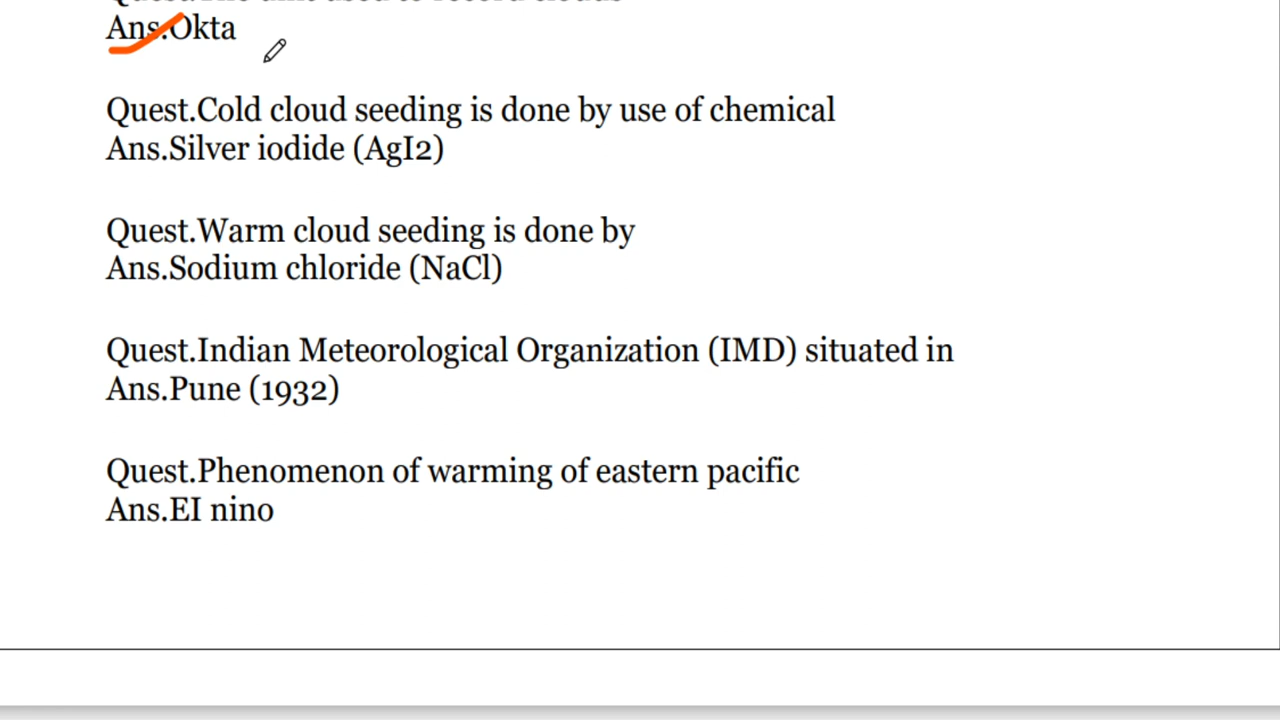 Ans.Okta
Quest.Cold cloud seeding is done by use of chemical
Ans.Silver iodide (AgI2)
Quest.Warm cloud seeding is done by
Ans.Sodium chloride (NaCl)
Quest.Indian Meteorological Organization (IMD) situated in
Ans.Pune (1932)
Quest.Phenomenon of warming of eastern pacific
Ans.EI nino